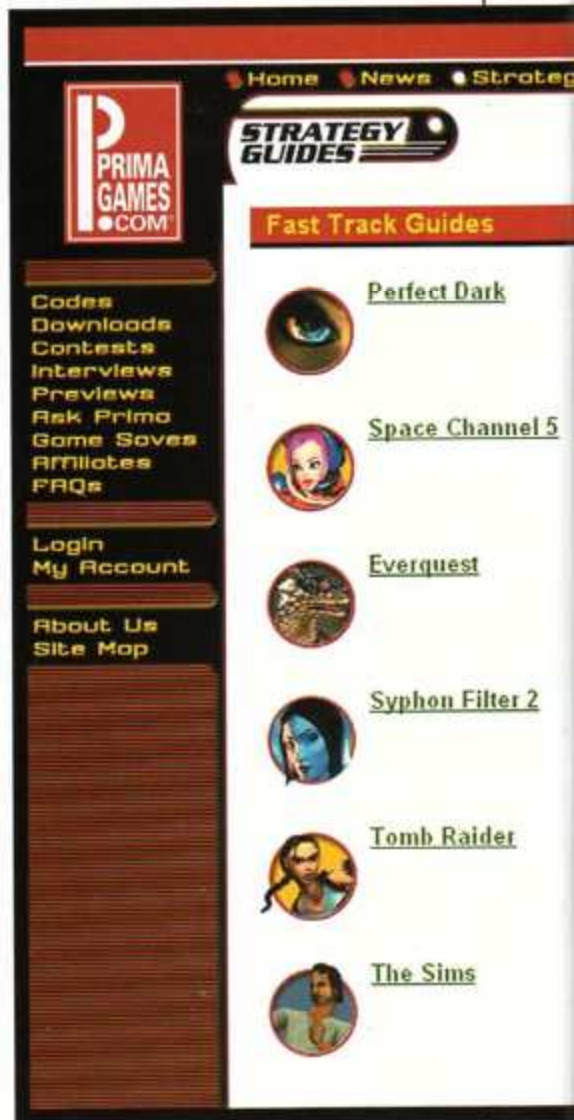 Home News Strateg
PRIMA
GAMES
.COM
STRATEGY
GUIDES
Fast Track Guides
Codes
Downloads
Contests
Interviews
Previews
Ask Prima
Game Saves
Affiliates
FAQs
Login
My Account
About Us
Site Map
Perfect Dark
Space Channel 5
Everquest
Syphon Filter 2
Tomb Raider
The Sims